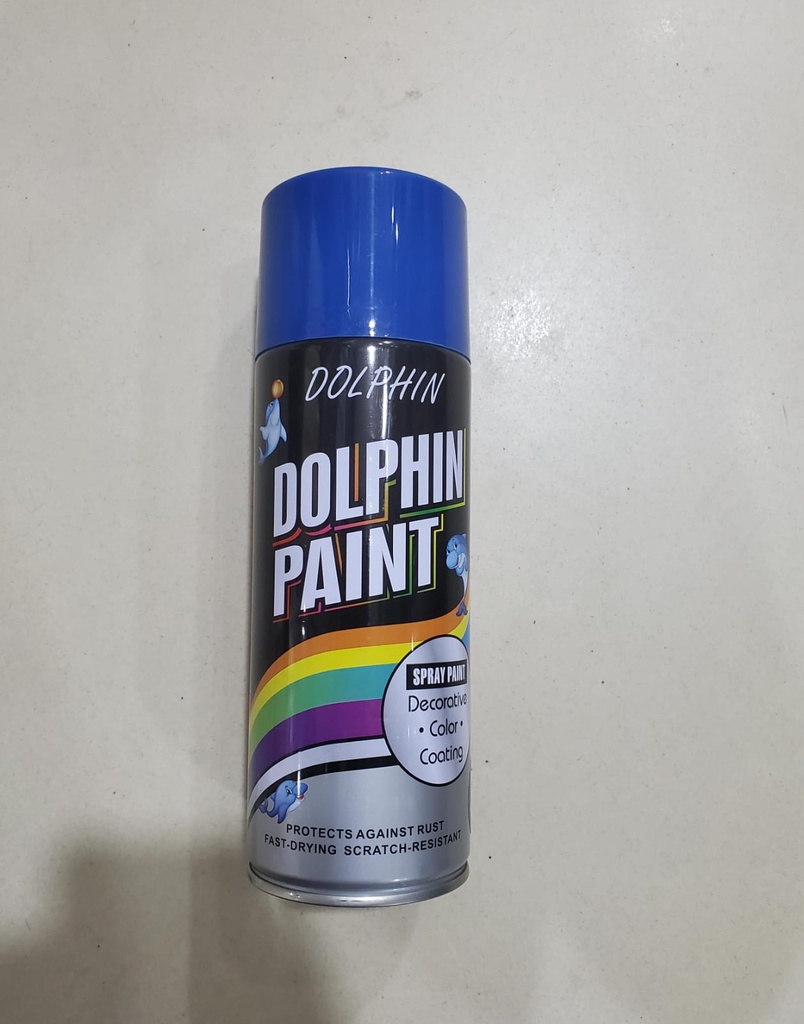 DOLPHIN
DOLPHIN
PAINT
SPRAY PAINT
Decorative
• Color •
Coating
PROTECTS AGAINST RUST
FAST-DRYING SCRATCH-RESISTANT